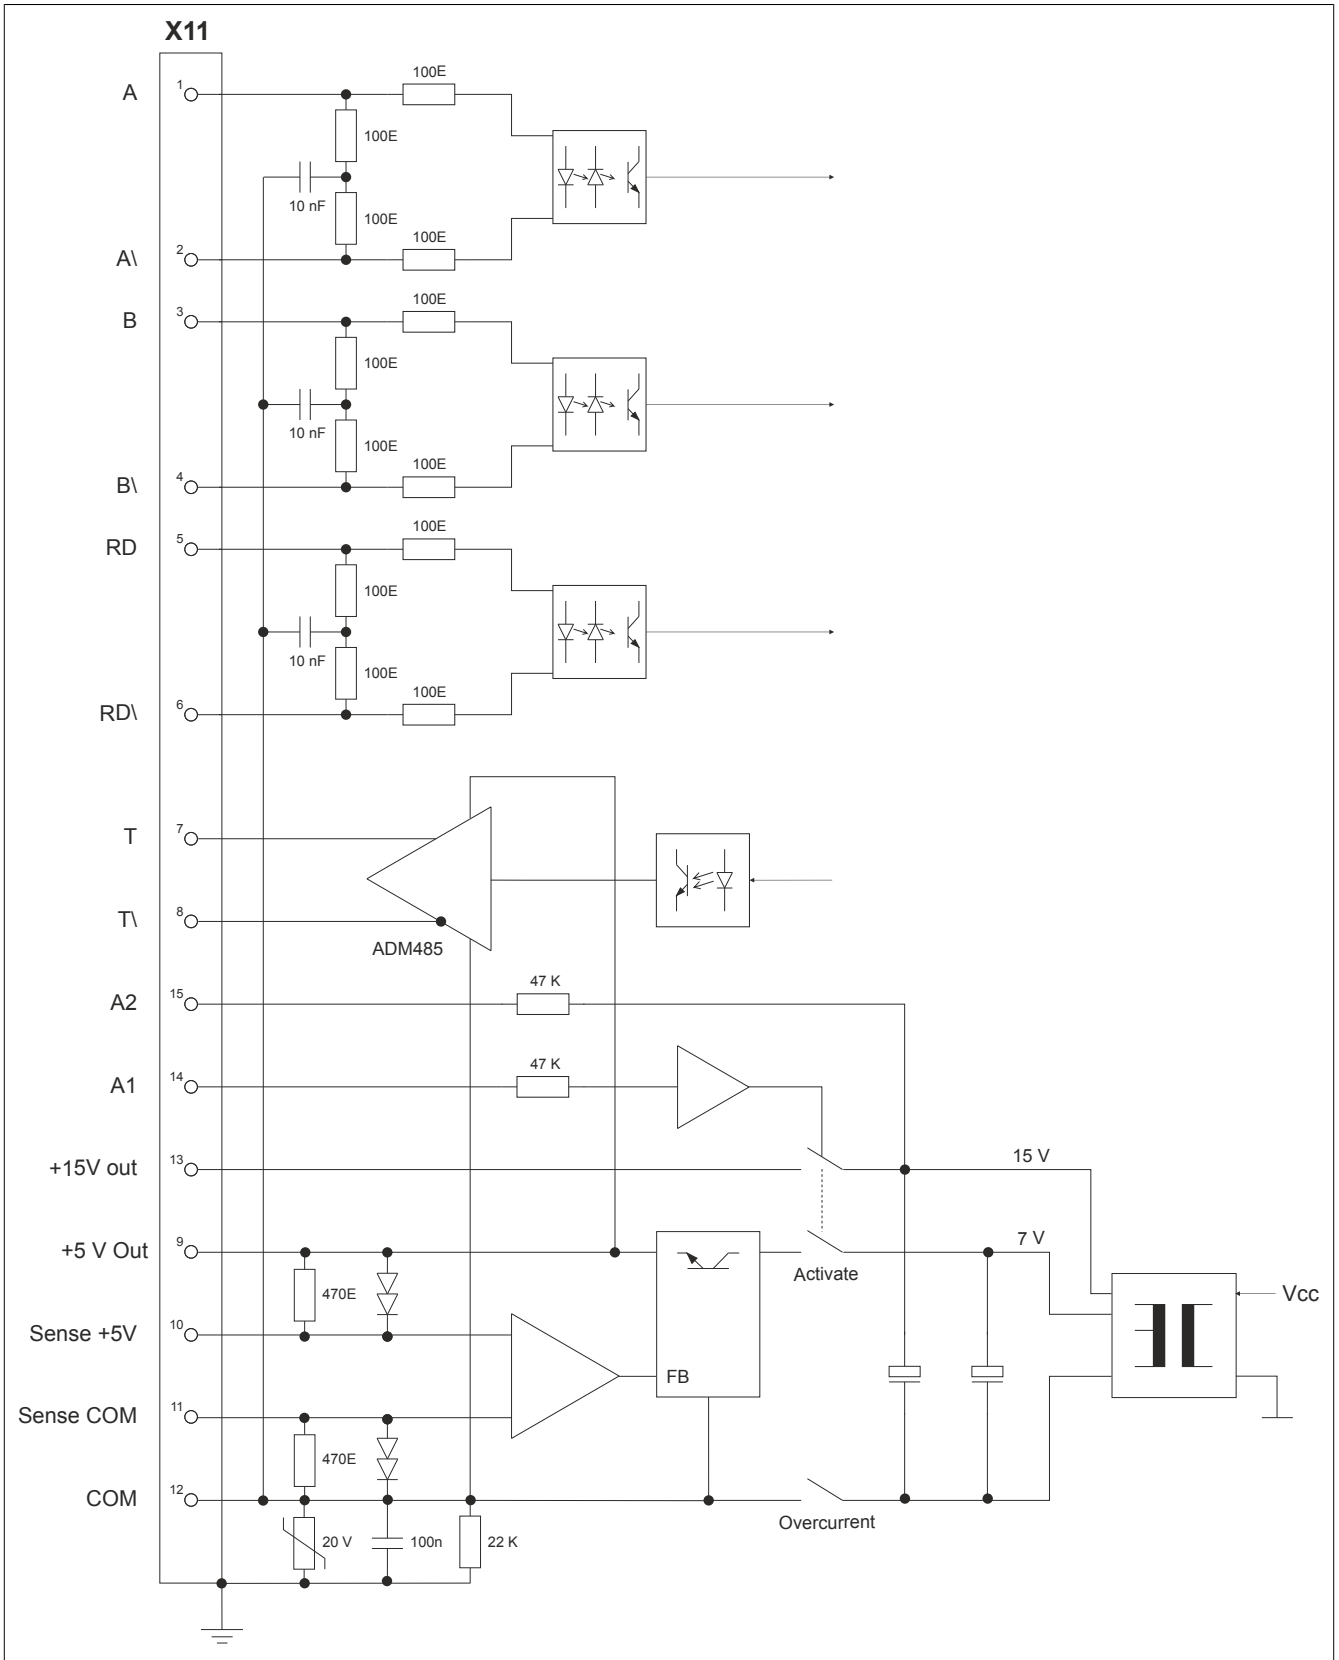 X11
100E
A 1
100E
10 nF
100E
100E
A\ 2
100E
B 3
100E
10 nF
100E
100E
B\ 4
100E
RD 5
100E
10 nF
100E
100E
RD\ 6
T 7
T\ 8
ADM485
47 K
A2 15
47 K
A1 14
+15V out 13
15 V
+5 V Out 9
7 V
Activate
470E
Vcc
Sense +5V 10
FB
Sense COM 11
470E
COM 12
Overcurrent
20 V
100n
22 K